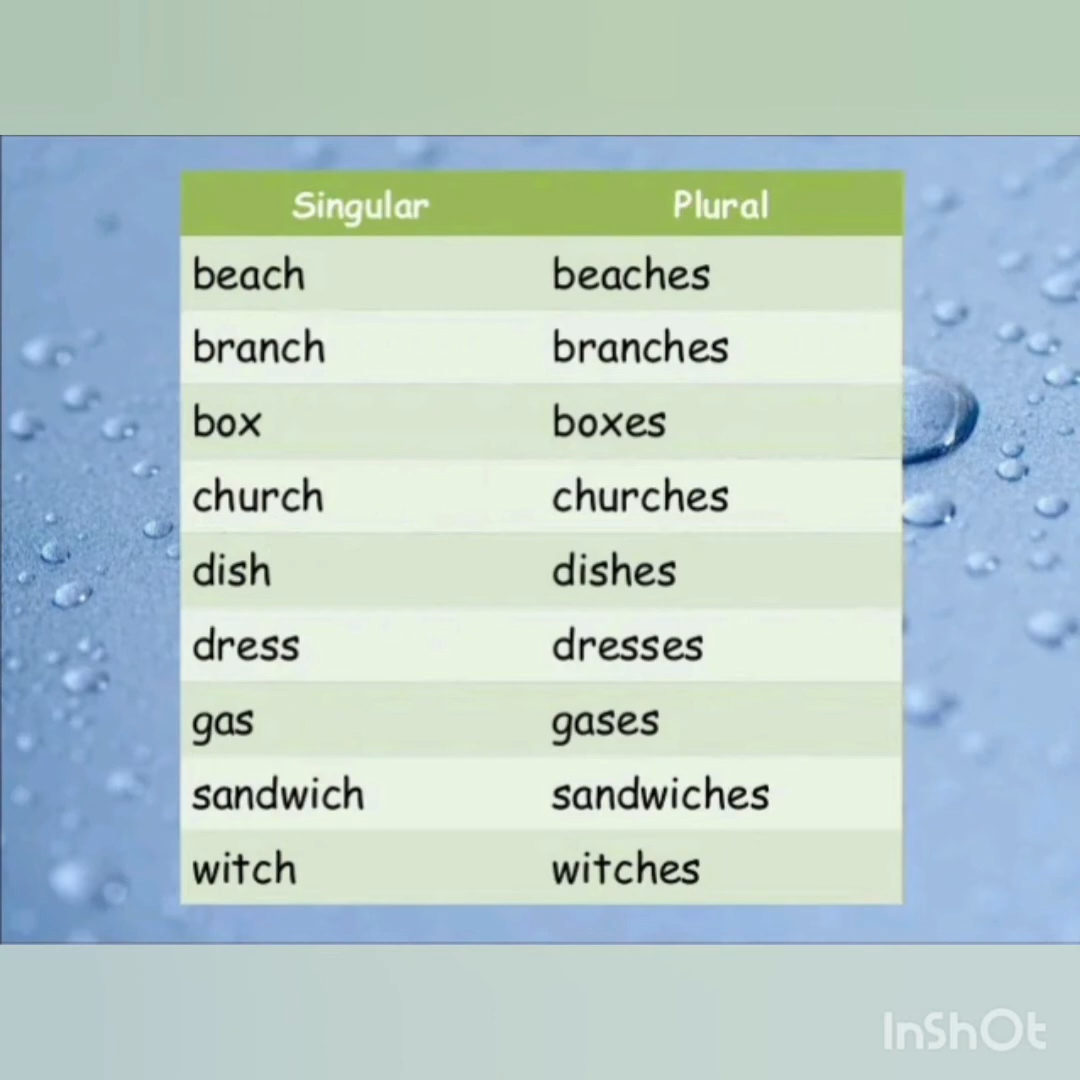 Singular Plural
beach beaches
branch branches
box boxes
church churches
dish dishes
dress dresses
gas gases
sandwich sandwiches
witch witches
InShOt